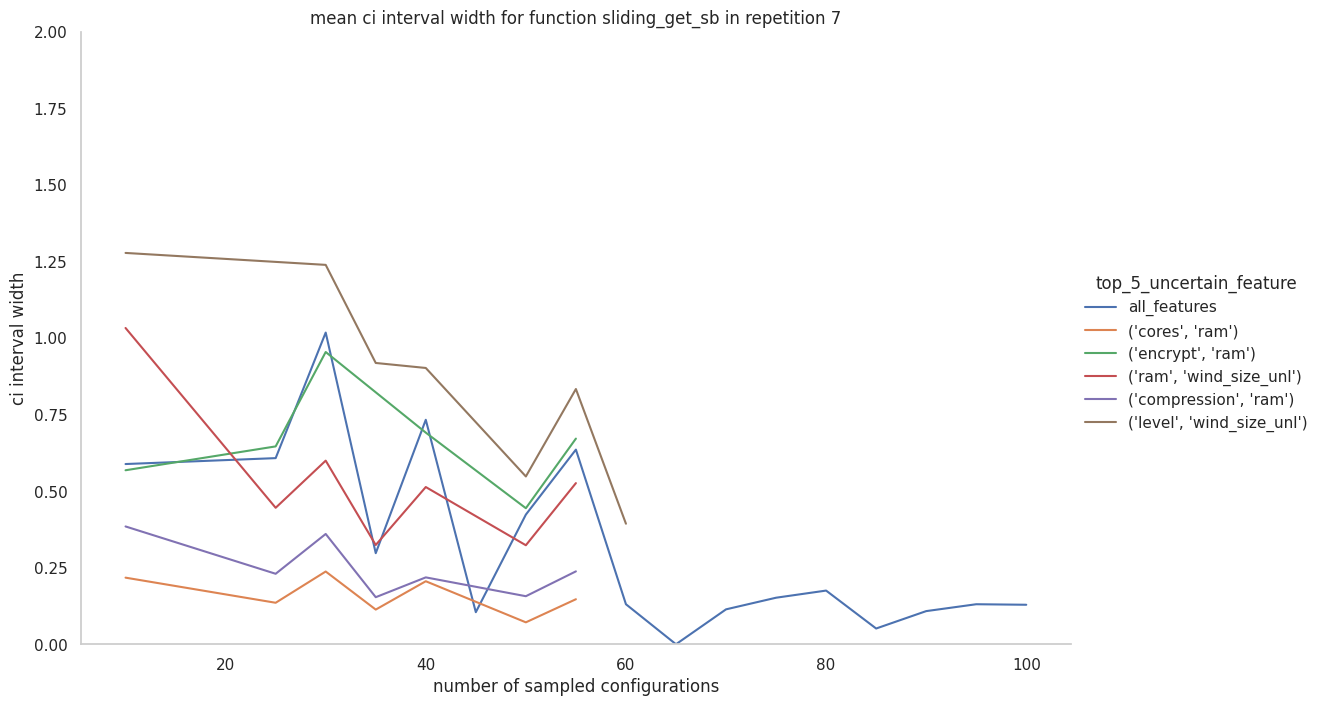 mean ci interval width for function sliding_get_sb in repetition 7
2.00
1.75
1.50
1.25
1.00
0.75
0.50
0.25
0.00
ci interval width
20
40
60
80
100
number of sampled configurations
top_5_uncertain_feature
all_features
('cores', 'ram')
('encrypt', 'ram')
('ram', 'wind_size_unl')
('compression', 'ram')
('level', 'wind_size_unl')